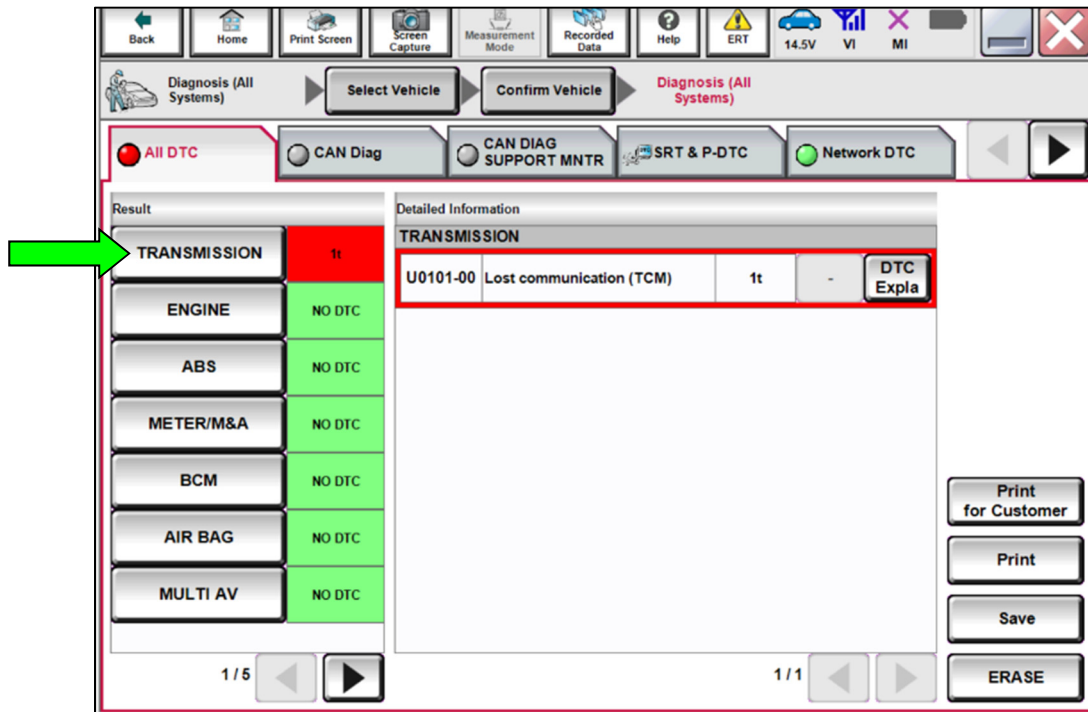 Back
Home
Print Screen
Screen
Capture
Measurement
Mode
Recorded
Data
Help
ERT
14.5V
VI
MI
Diagnosis (All
Systems)
Select Vehicle
Confirm Vehicle
Diagnosis (All
Systems)
All DTC
CAN Diag
CAN DIAG
SUPPORT MNTR
SRT & P-DTC
Network DTC
Result
Detailed Information
TRANSMISSION
1t
ENGINE
NO DTC
ABS
NO DTC
METER/M&A
NO DTC
BCM
NO DTC
AIR BAG
NO DTC
MULTI AV
NO DTC
1 / 5
TRANSMISSION
U0101-00
Lost communication (TCM)
1t
-
DTC
Expla
1 / 1
Print
for Customer
Print
Save
ERASE